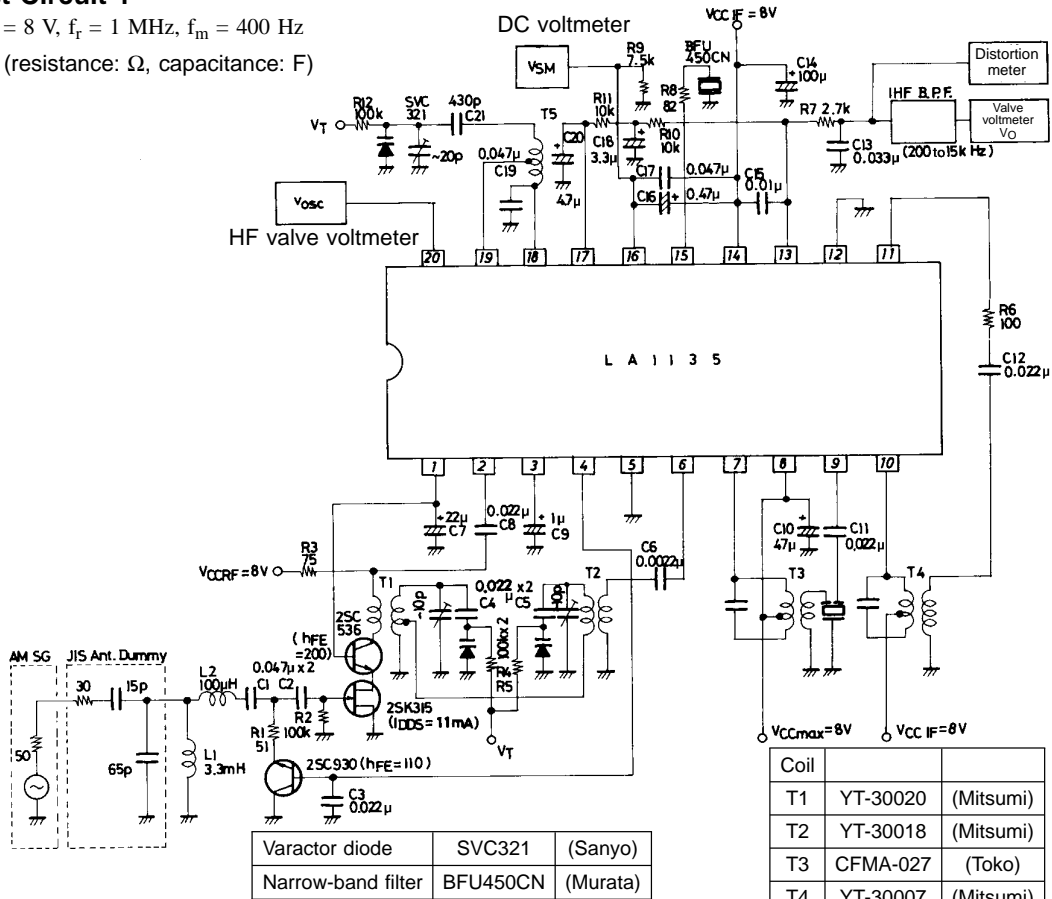 = 8 V, fr = 1 MHz, fm = 400 Hz
(resistance: Ω, capacitance: F)
DC voltmeter
VCC IF = 8V
VSM
R9
7.5k
BFU
450CN
C14
100μ
R8
82
Distortion
meter
IHF B.P.F.
Valve
voltmeter
VO
(200 to 15k Hz)
R7 2.7k
C13
0.033μ
R12
100k
VT
SVC
321
430p
C21
~20p
T5
0.047μ
C19
C20
47μ
R11
10k
C18
3.3μ
R10
10k
C17
0.047μ
C16
0.47μ
C15
0.01μ
VOSC
HF valve voltmeter
20
19
18
17
16
15
14
13
12
11
LA1135
R6
100
C12
0.022μ
1
2
3
4
5
6
7
8
9
10
22μ
C7
0.022μ
C8
1μ
C9
C6
0.0022μ
C10
47μ
C11
0.022μ
R3
75
VCCRF = 8V
T1
~10p
0.022 x 2
μ
C4
C5
~10p
T2
T3
T4
2SC
536
(hFE
=200)
100k x 2
R4
R5
VT
AM SG
JIS Ant. Dummy
50
30
15p
65p
L2
100μH
L1
3.3mH
0.047μ x 2
C1
C2
R1
51
R2
100k
2SK315
(IDDS = 11mA)
2SC930 (hFE = 110)
C3
0.022μ
VCCmax = 8V
VCC IF = 8V
Varactor diode SVC321 (Sanyo)
Narrow-band filter BFU450CN (Murata)
Coil
T1 YT-30020 (Mitsumi)
T2 YT-30018 (Mitsumi)
T3 CFMA-027 (Toko)
T4 YT-30007 (Mitsumi)